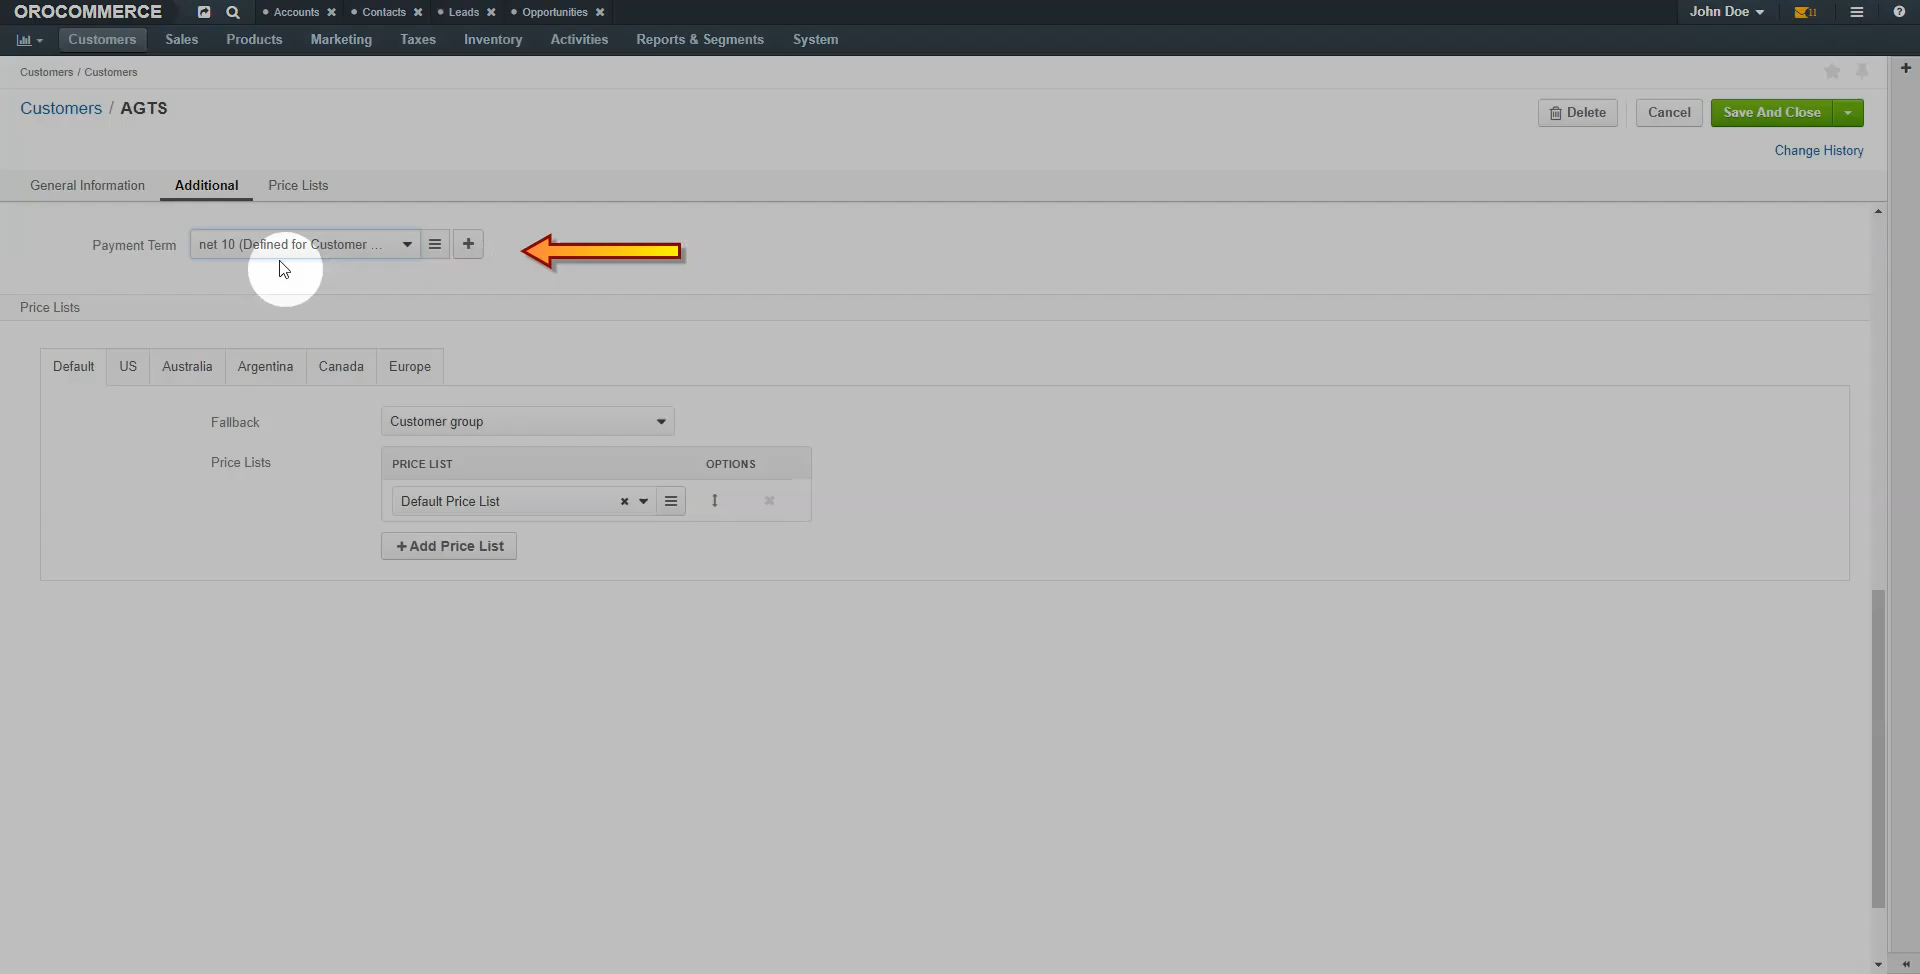 OROCOMMERCE Accounts Contacts Leads Opportunities John Doe 11
Customers Sales Products Marketing Taxes Inventory Activities Reports & Segments System
Customers / Customers
Customers / AGTS
Delete Cancel Save And Close
Change History
General Information Additional Price Lists
Payment Term net 10 (Defined for Customer ...
Price Lists
Default US Australia Argentina Canada Europe
Fallback Customer group
Price Lists PRICE LIST OPTIONS
Default Price List
+ Add Price List